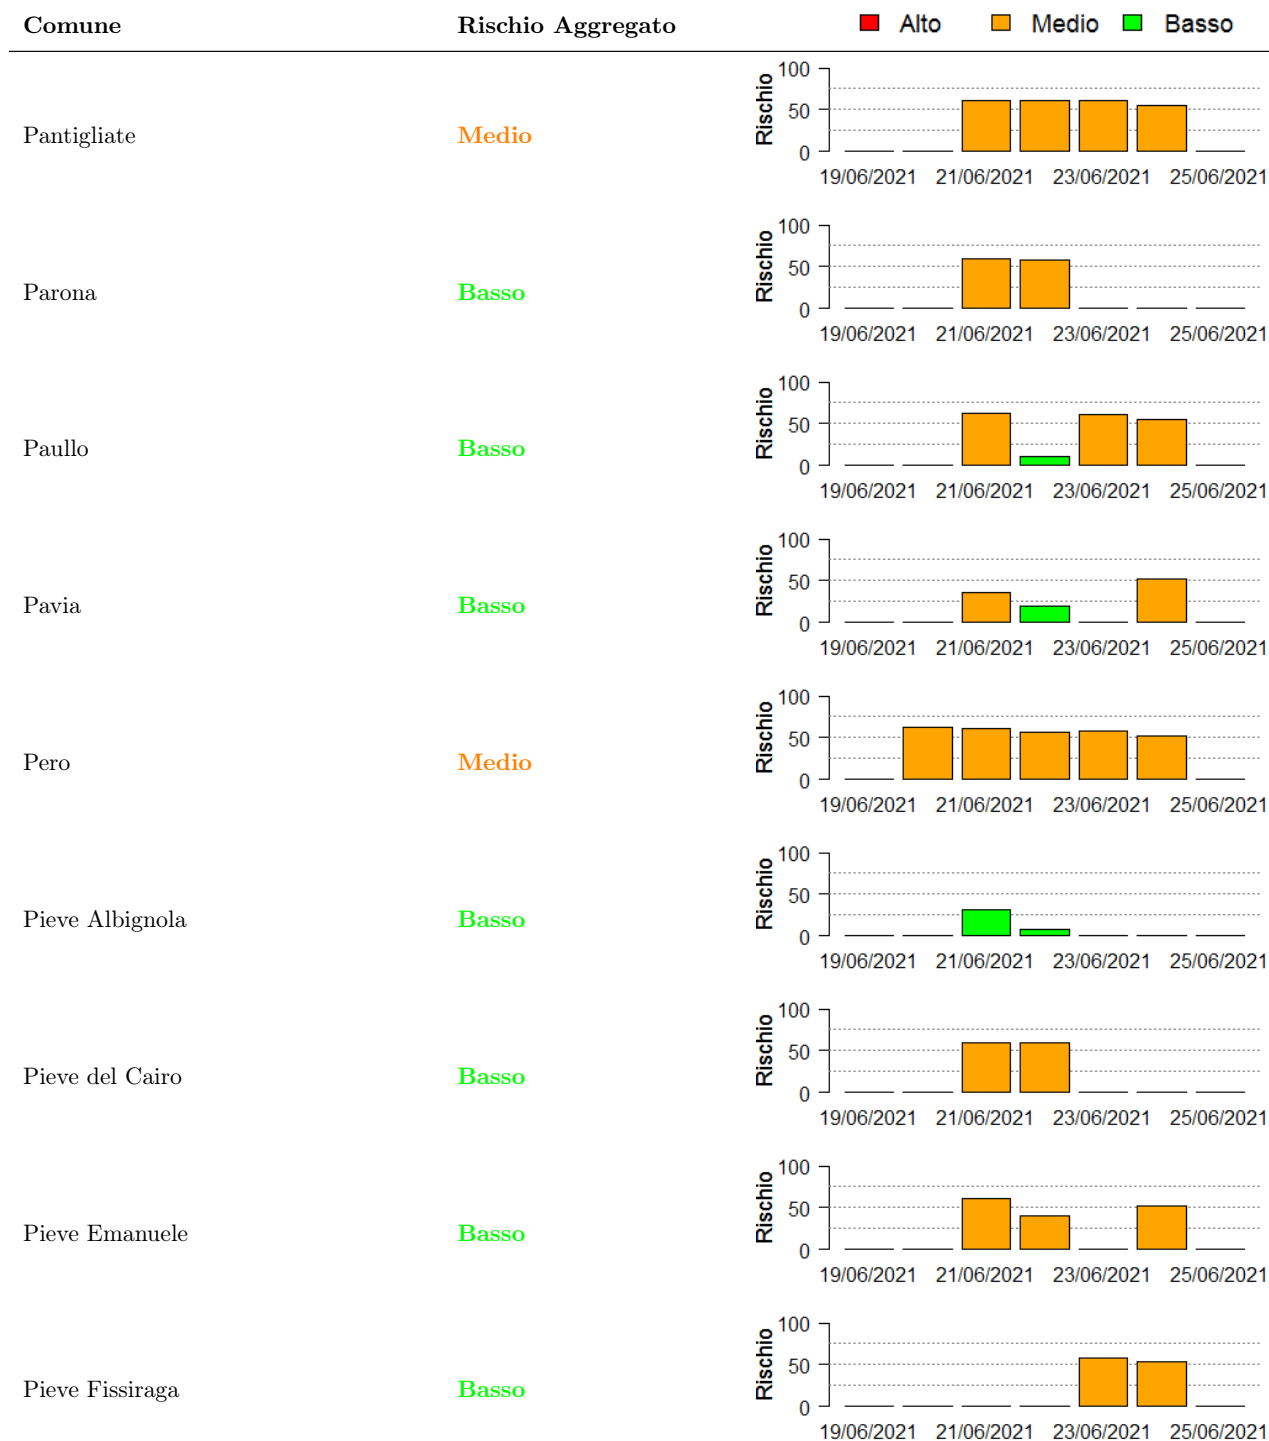 Comune Rischio Aggregato Alto Medio Basso
100
50
0
Rischio
Pantigliate Medio
19/06/2021 21/06/2021 23/06/2021 25/06/2021
100
50
0
Rischio
Parona Basso
19/06/2021 21/06/2021 23/06/2021 25/06/2021
100
50
0
Rischio
Paullo Basso
19/06/2021 21/06/2021 23/06/2021 25/06/2021
100
50
0
Rischio
Pavia Basso
19/06/2021 21/06/2021 23/06/2021 25/06/2021
100
50
0
Rischio
Pero Medio
19/06/2021 21/06/2021 23/06/2021 25/06/2021
100
50
0
Rischio
Pieve Albignola Basso
19/06/2021 21/06/2021 23/06/2021 25/06/2021
100
50
0
Rischio
Pieve del Cairo Basso
19/06/2021 21/06/2021 23/06/2021 25/06/2021
100
50
0
Rischio
Pieve Emanuele Basso
19/06/2021 21/06/2021 23/06/2021 25/06/2021
100
50
0
Rischio
Pieve Fissiraga Basso
19/06/2021 21/06/2021 23/06/2021 25/06/2021